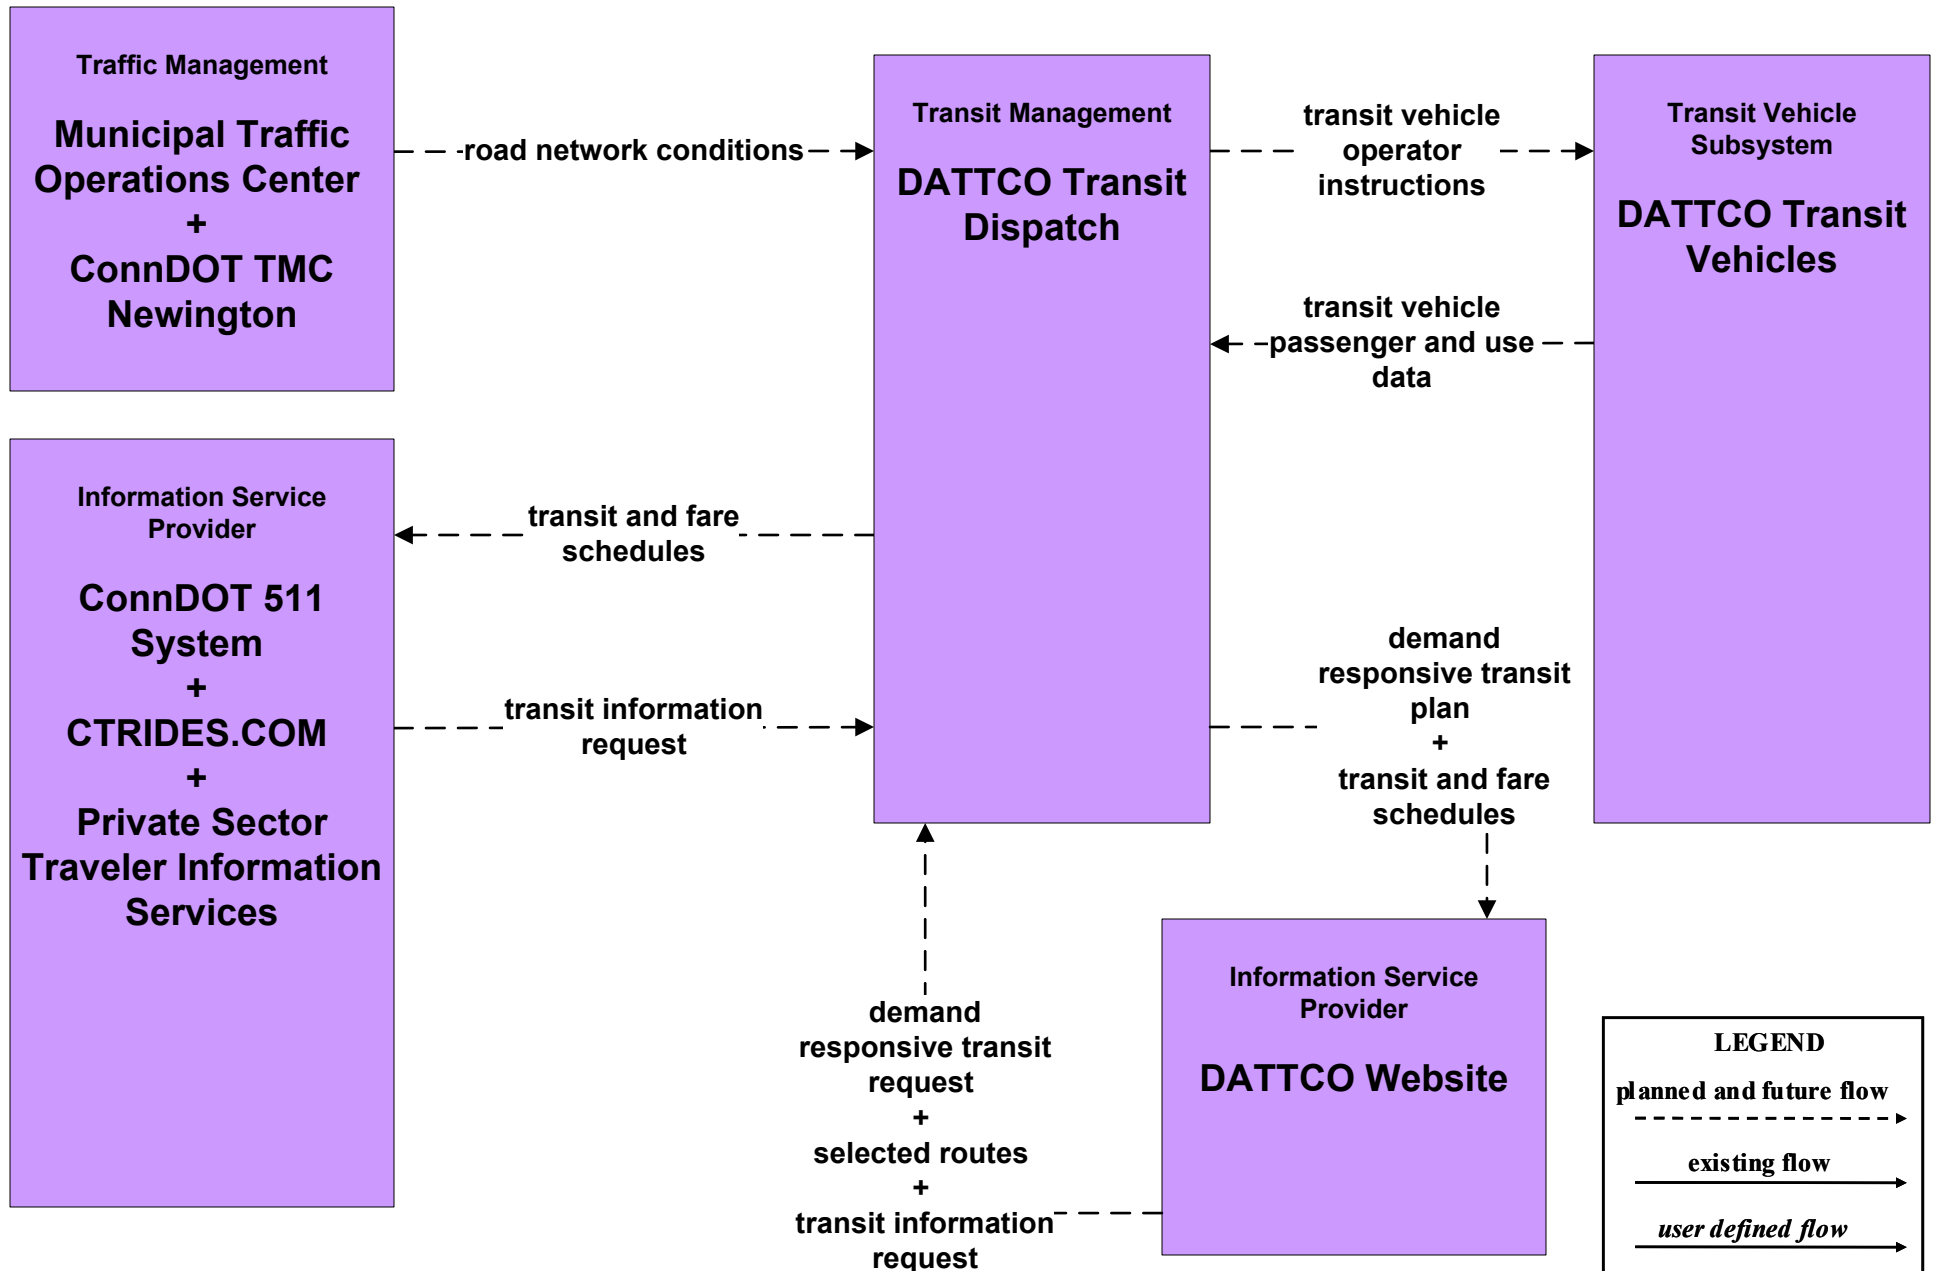 Traffic Management
Municipal Traffic
Operations Center
+
ConnDOT TMC
Newington
road network conditions
Transit Management
DATTCO Transit
Dispatch
transit vehicle
operator
instructions
Transit Vehicle
Subsystem
DATTCO Transit
Vehicles
transit vehicle
passenger and use
data
Information Service
Provider
ConnDOT 511
System
+
CTRIDES.COM
+
Private Sector
Traveler Information
Services
transit and fare
schedules
transit information
request
demand
responsive transit
plan
+
transit and fare
schedules
demand
responsive transit
request
+
selected routes
+
transit information
request
Information Service
Provider
DATTCO Website
LEGEND
planned and future flow
existing flow
user defined flow